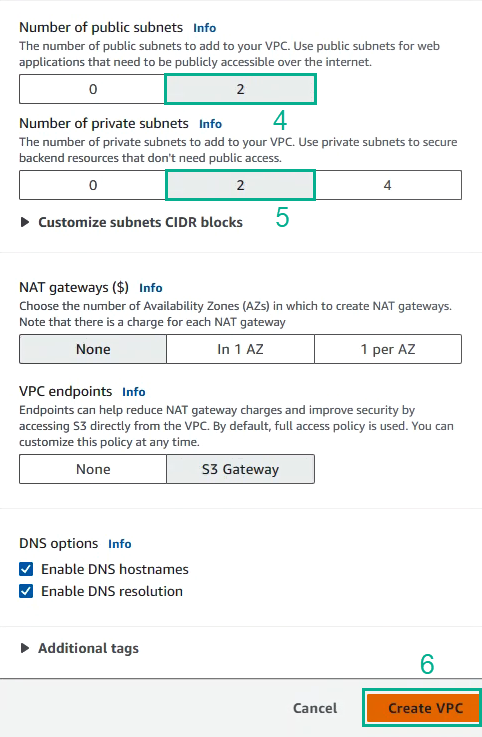 Number of public subnets Info
The number of public subnets to add to your VPC. Use public subnets for web
applications that need to be publicly accessible over the internet.
0 2
4
Number of private subnets Info
The number of private subnets to add to your VPC. Use private subnets to secure
backend resources that don't need public access.
0 2 4
Customize subnets CIDR blocks 5
NAT gateways ($) Info
Choose the number of Availability Zones (AZs) in which to create NAT gateways.
Note that there is a charge for each NAT gateway
None In 1 AZ 1 per AZ
VPC endpoints Info
Endpoints can help reduce NAT gateway charges and improve security by
accessing S3 directly from the VPC. By default, full access policy is used. You can
customize this policy at any time.
None S3 Gateway
DNS options Info
Enable DNS hostnames
Enable DNS resolution
Additional tags
6
Cancel Create VPC